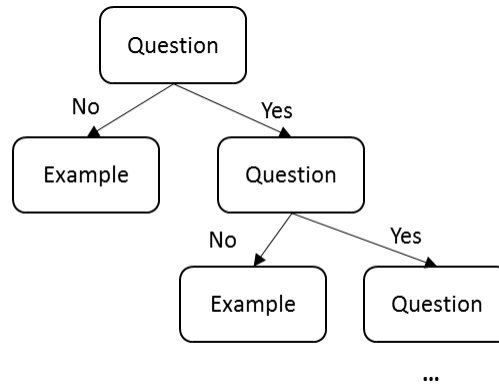 Question
No
Yes
Example
Question
No
Yes
Example
Question
...